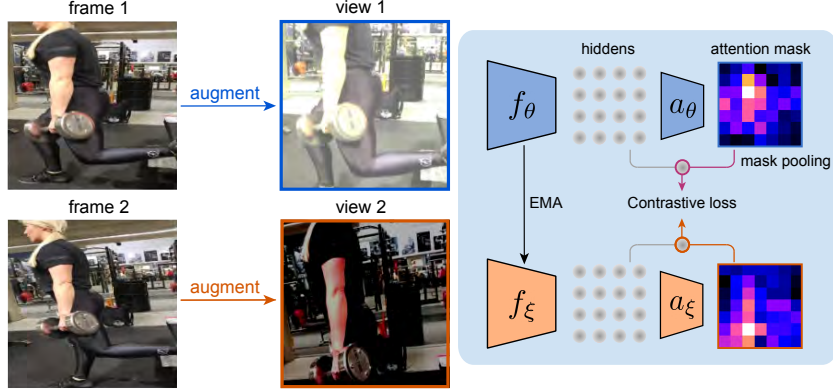 frame 1
view 1
augment
frame 2
view 2
augment
hiddens
attention mask
f_θ
a_θ
mask pooling
EMA
Contrastive loss
f_ξ
a_ξ